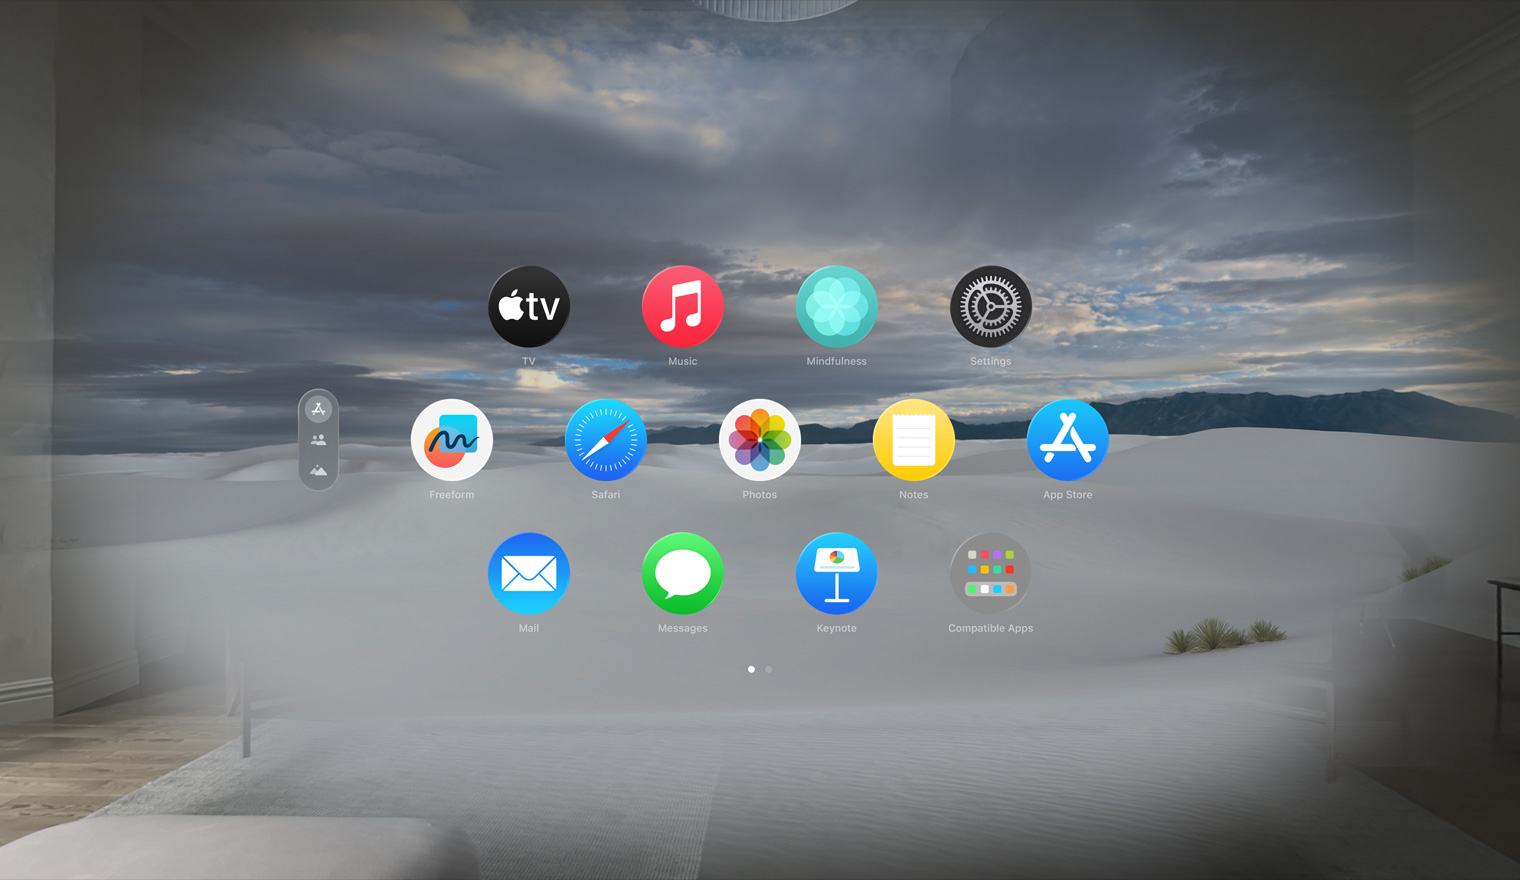 tv
TV
Music
Mindfulness
Settings
Freeform
Safari
Photos
Notes
App Store
Mail
Messages
Keynote
Compatible Apps